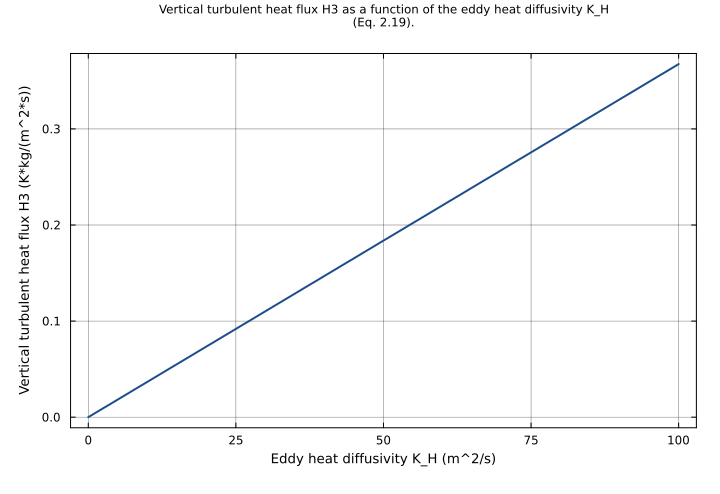 Vertical turbulent heat flux H3 as a function of the eddy heat diffusivity K_H
(Eq. 2.19).
Vertical turbulent heat flux H3 (K*kg/(m^2*s))
0.3
0.2
0.1
0.0
0
25
50
75
100
Eddy heat diffusivity K_H (m^2/s)